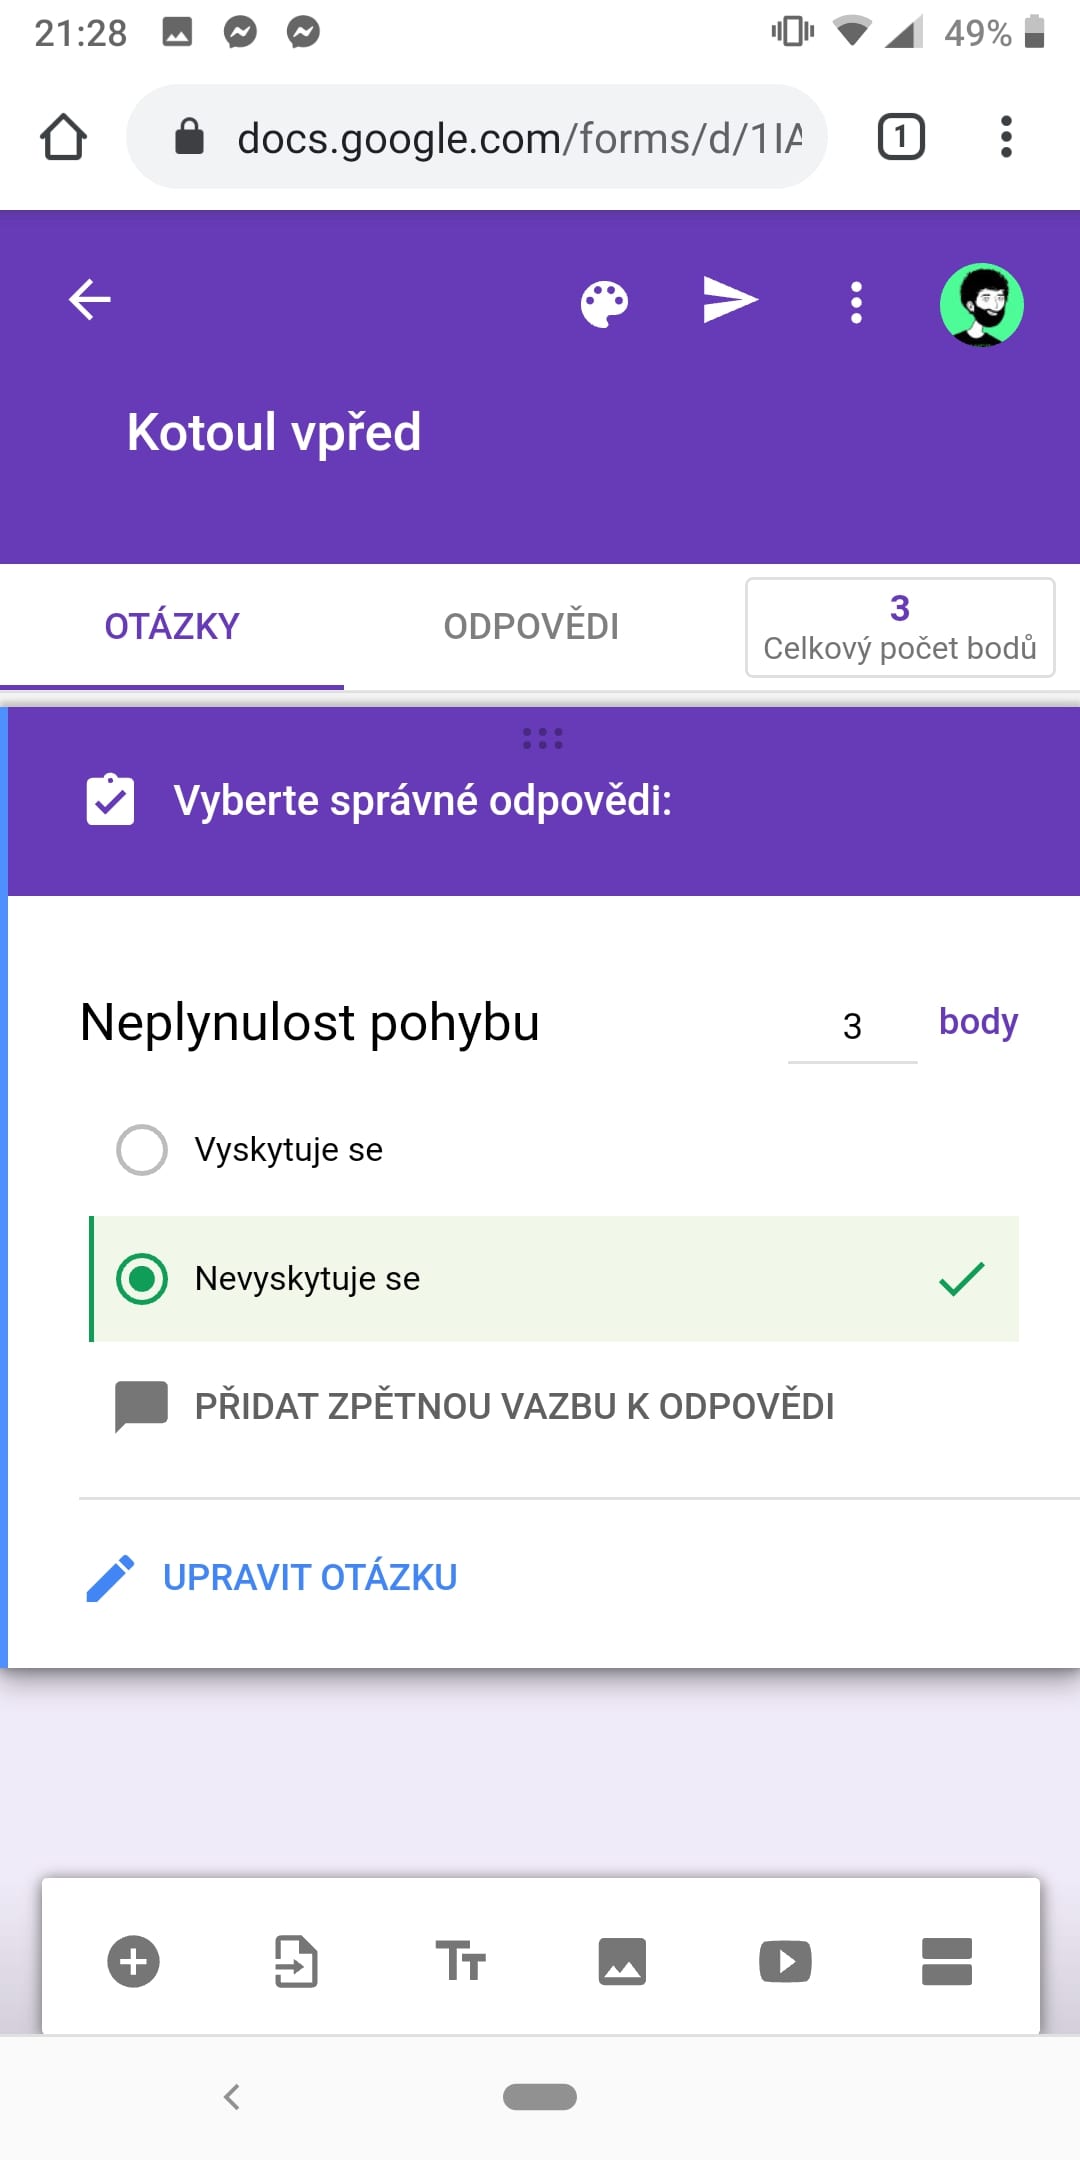 21:28
49%
docs.google.com/forms/d/1IA
1
Kotoul vpřed
OTÁZKY
ODPOVĚDI
3
Celkový počet bodů
Vyberte správné odpovědi:
Neplynulost pohybu
3
body
Vyskytuje se
Nevyskytuje se
PŘIDAT ZPĚTNOU VAZBU K ODPOVĚDI
UPRAVIT OTÁZKU